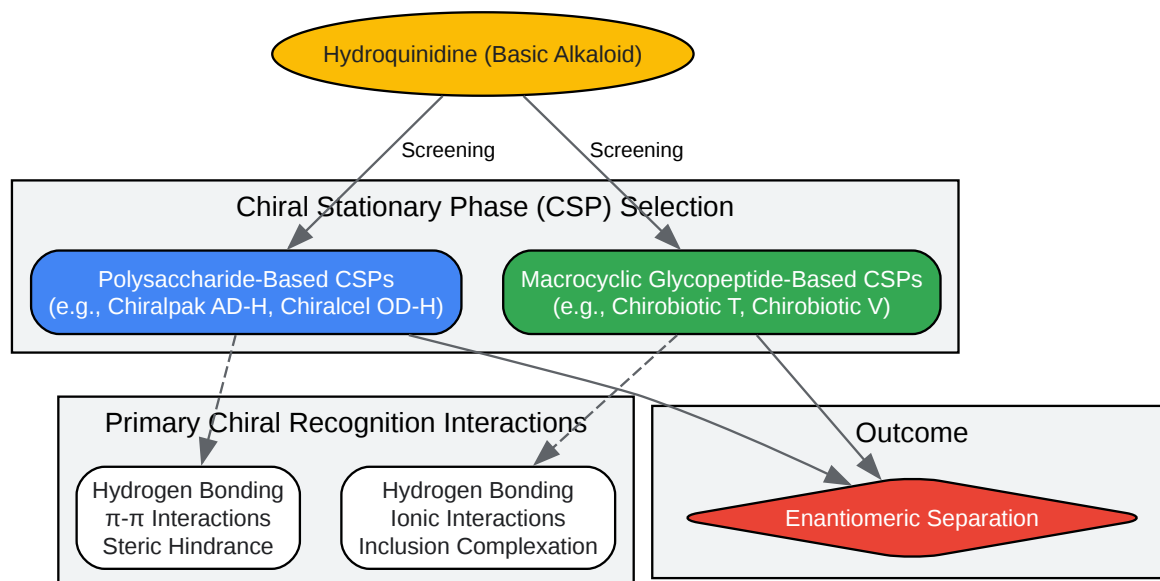 Hydroquinidine (Basic Alkaloid)
Screening
Screening
Chiral Stationary Phase (CSP) Selection
Polysaccharide-Based CSPs
(e.g., Chiralpak AD-H, Chiralcel OD-H)
Macrocyclic Glycopeptide-Based CSPs
(e.g., Chirobiotic T, Chirobiotic V)
Primary Chiral Recognition Interactions
Hydrogen Bonding
π-π Interactions
Steric Hindrance
Hydrogen Bonding
Ionic Interactions
Inclusion Complexation
Outcome
Enantiomeric Separation